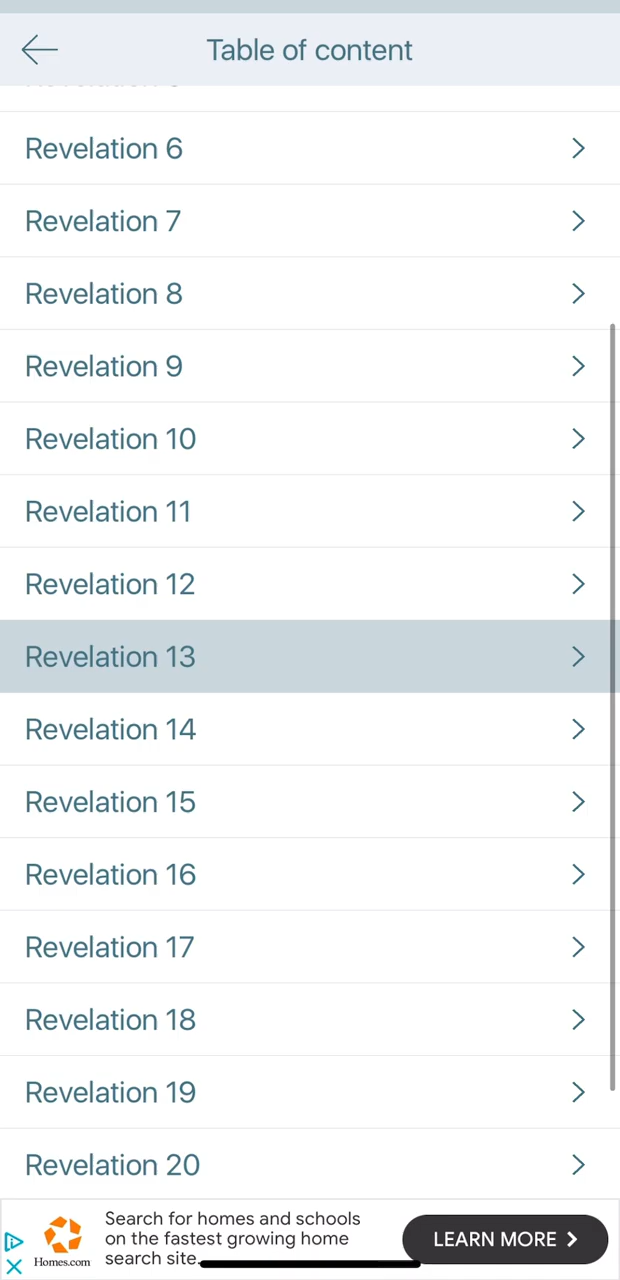 Table of content
Revelation 6
Revelation 7
Revelation 8
Revelation 9
Revelation 10
Revelation 11
Revelation 12
Revelation 13
Revelation 14
Revelation 15
Revelation 16
Revelation 17
Revelation 18
Revelation 19
Revelation 20
Search for homes and schools
on the fastest growing home
search site.
Homes.com
LEARN MORE